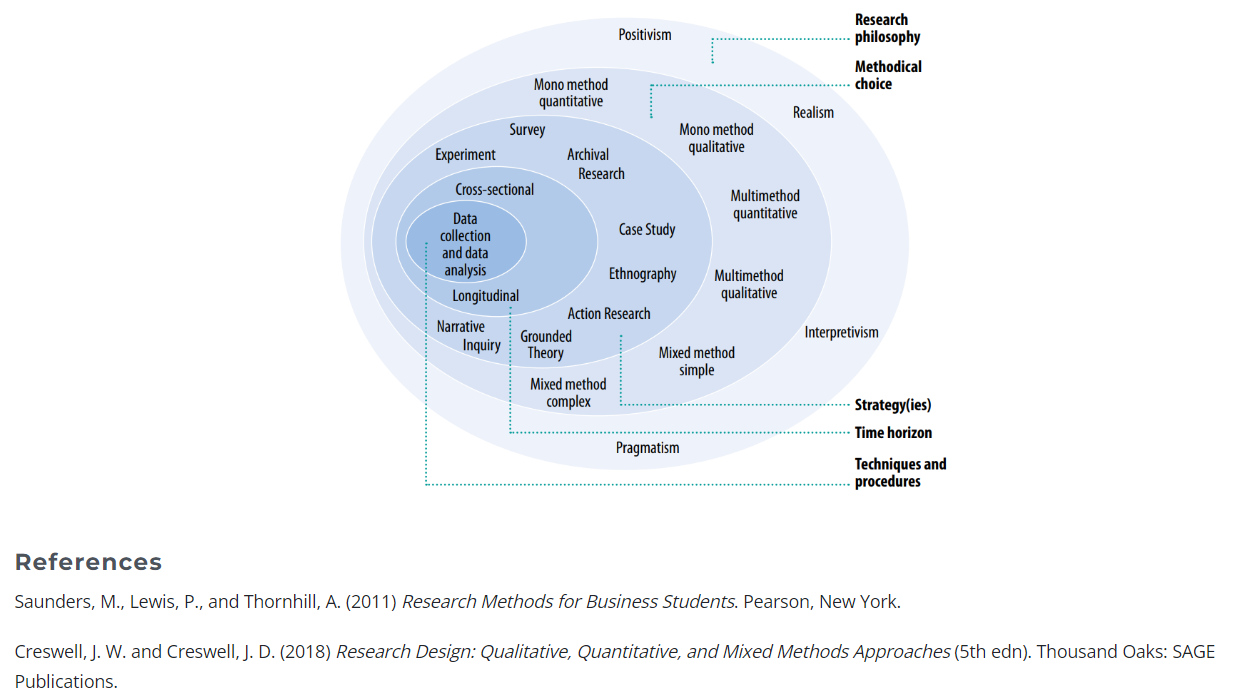 Positivism
Research
philosophy
Methodical
choice
Mono method
quantitative
Realism
Survey
Mono method
qualitative
Experiment
Archival
Research
Cross-sectional
Multimethod
quantitative
Data
collection
and data
analysis
Case Study
Ethnography
Multimethod
qualitative
Longitudinal
Action Research
Narrative
Inquiry
Grounded
Theory
Interpretivism
Mixed method
simple
Mixed method
complex
Strategy(ies)
Time horizon
Pragmatism
Techniques and
procedures
References
Saunders, M., Lewis, P., and Thornhill, A. (2011) Research Methods for Business Students. Pearson, New York.
Creswell, J. W. and Creswell, J. D. (2018) Research Design: Qualitative, Quantitative, and Mixed Methods Approaches (5th edn). Thousand Oaks: SAGE
Publications.